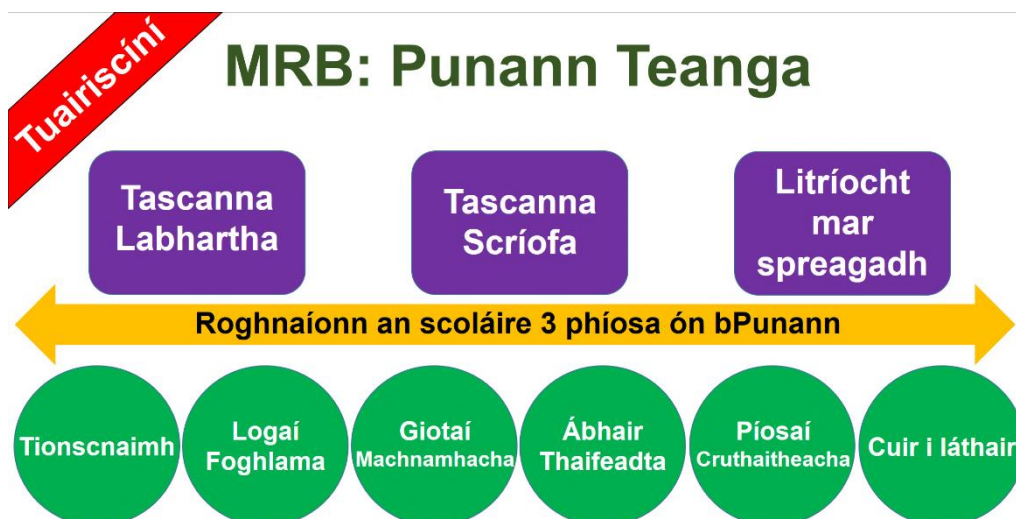 Tuairiscíní
MRB: Punann Teanga
Tascanna
Labhartha
Tascanna
Scríofa
Litríocht
mar
spreagadh
Roghnaíonn an scoláire 3 phíosa ón bPunann
Tionscnaimh
Logaí
Foghlama
Giotaí
Machnamhacha
Ábhair
Thaifeadta
Píosaí
Cruthaitheacha
Cuir i láthair